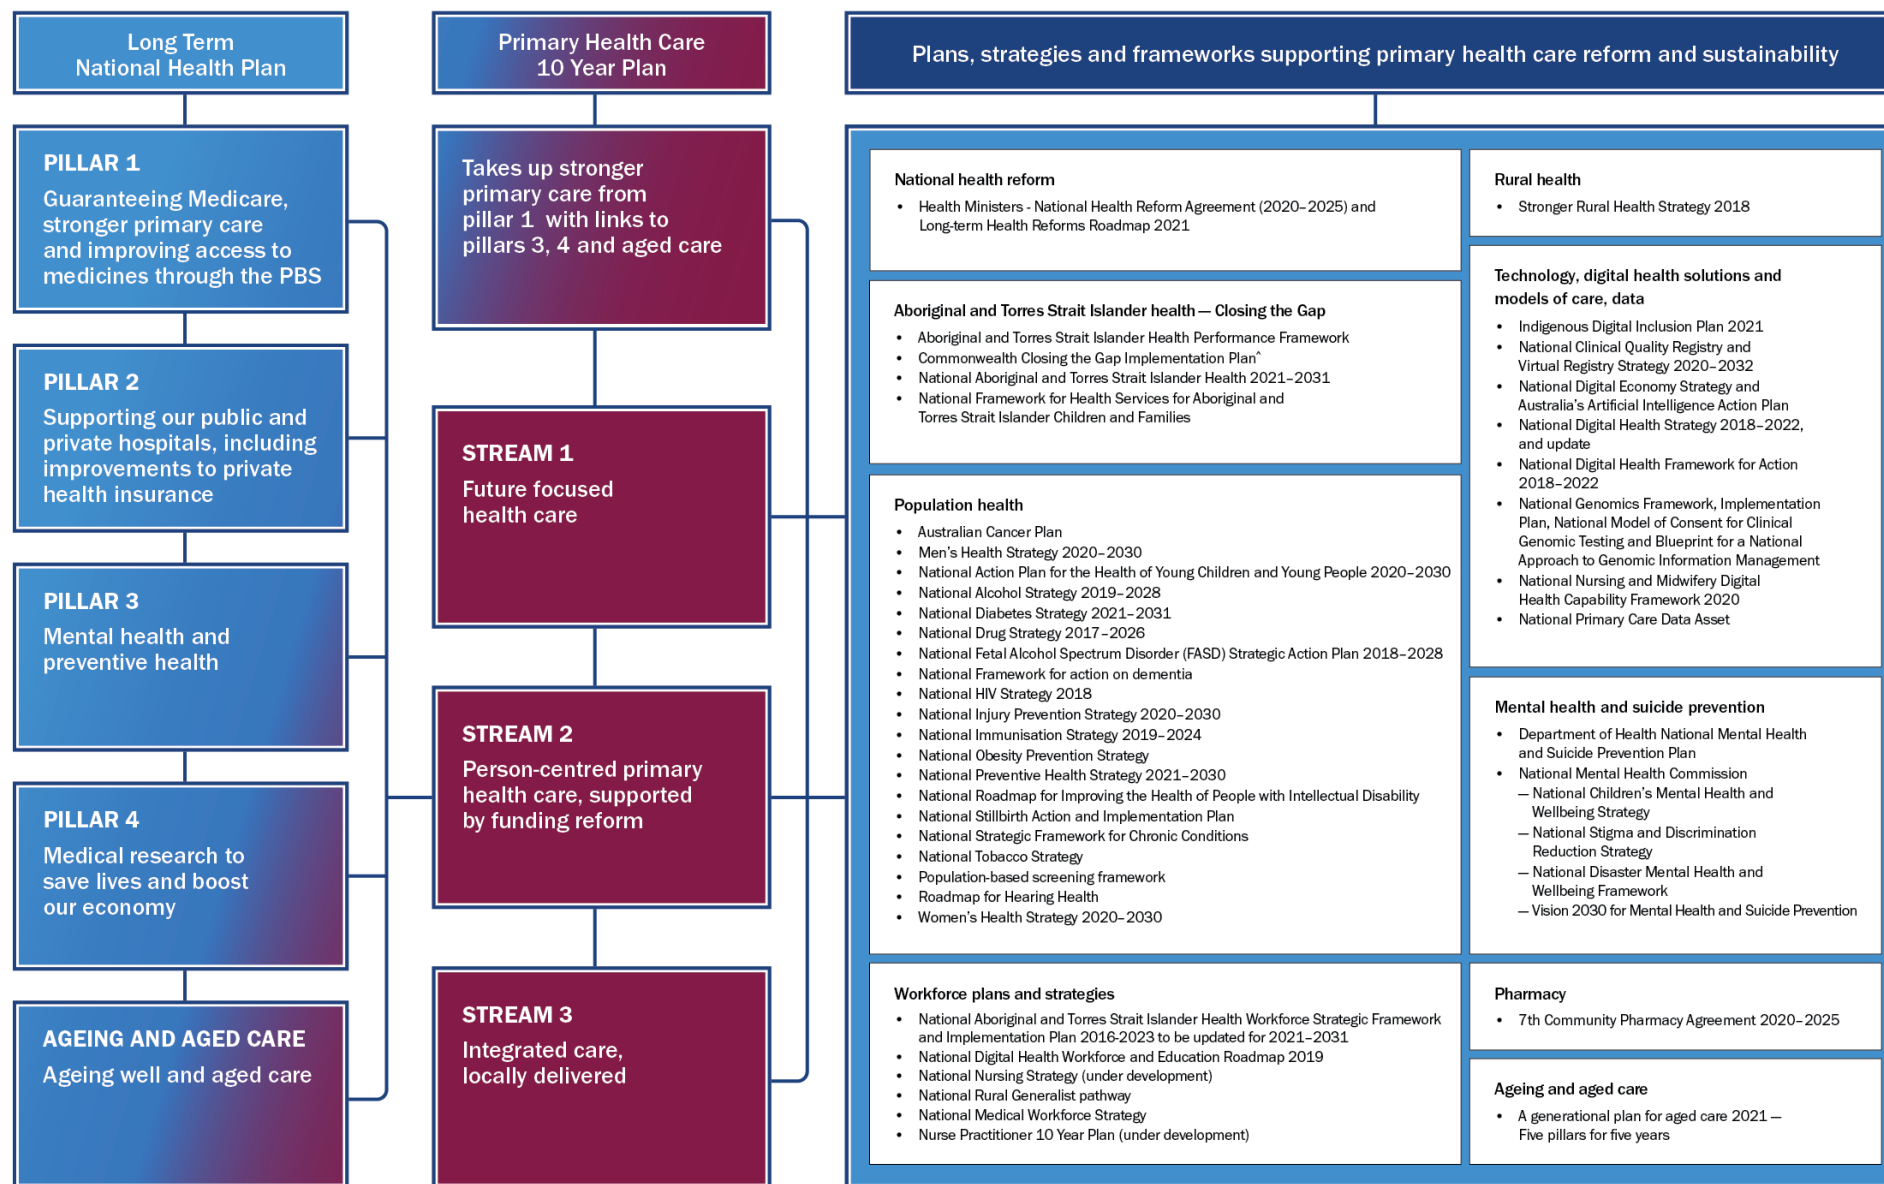 Long Term
National Health Plan
PILLAR 1
Guaranteeing Medicare,
stronger primary care
and improving access to
medicines through the PBS
PILLAR 2
Supporting our public and
private hospitals, including
improvements to private
health insurance
PILLAR 3
Mental health and
preventive health
PILLAR 4
Medical research to
save lives and boost
our economy
AGEING AND AGED CARE
Ageing well and aged care
Primary Health Care
10 Year Plan
Takes up stronger
primary care from
pillar 1 with links to
pillars 3, 4 and aged care
STREAM 1
Future focused
health care
STREAM 2
Person-centred primary
health care, supported
by funding reform
STREAM 3
Integrated care,
locally delivered
Plans, strategies and frameworks supporting primary health care reform and sustainability
National health reform
• Health Ministers - National Health Reform Agreement (2020–2025) and
Long-term Health Reforms Roadmap 2021
Aboriginal and Torres Strait Islander health — Closing the Gap
• Aboriginal and Torres Strait Islander Health Performance Framework
• Commonwealth Closing the Gap Implementation Plan^
• National Aboriginal and Torres Strait Islander Health 2021–2031
• National Framework for Health Services for Aboriginal and
Torres Strait Islander Children and Families
Population health
• Australian Cancer Plan
• Men's Health Strategy 2020–2030
• National Action Plan for the Health of Young Children and Young People 2020–2030
• National Alcohol Strategy 2019–2028
• National Diabetes Strategy 2021–2031
• National Drug Strategy 2017–2026
• National Fetal Alcohol Spectrum Disorder (FASD) Strategic Action Plan 2018–2028
• National Framework for action on dementia
• National HIV Strategy 2018
• National Injury Prevention Strategy 2020–2030
• National Immunisation Strategy 2019–2024
• National Obesity Prevention Strategy
• National Preventive Health Strategy 2021–2030
• National Roadmap for Improving the Health of People with Intellectual Disability
• National Stillbirth Action and Implementation Plan
• National Strategic Framework for Chronic Conditions
• National Tobacco Strategy
• Population-based screening framework
• Roadmap for Hearing Health
• Women's Health Strategy 2020–2030
Workforce plans and strategies
• National Aboriginal and Torres Strait Islander Health Workforce Strategic Framework
and Implementation Plan 2016-2023 to be updated for 2021–2031
• National Digital Health Workforce and Education Roadmap 2019
• National Nursing Strategy (under development)
• National Rural Generalist pathway
• National Medical Workforce Strategy
• Nurse Practitioner 10 Year Plan (under development)
Rural health
• Stronger Rural Health Strategy 2018
Technology, digital health solutions and
models of care, data
• Indigenous Digital Inclusion Plan 2021
• National Clinical Quality Registry and
Virtual Registry Strategy 2020–2032
• National Digital Economy Strategy and
Australia's Artificial Intelligence Action Plan
• National Digital Health Strategy 2018–2022,
and update
• National Digital Health Framework for Action
2018–2022
• National Genomics Framework, Implementation
Plan, National Model of Consent for Clinical
Genomic Testing and Blueprint for a National
Approach to Genomic Information Management
• National Nursing and Midwifery Digital
Health Capability Framework 2020
• National Primary Care Data Asset
Mental health and suicide prevention
• Department of Health National Mental Health
and Suicide Prevention Plan
• National Mental Health Commission
— National Children's Mental Health and
Wellbeing Strategy
— National Stigma and Discrimination
Reduction Strategy
— National Disaster Mental Health and
Wellbeing Framework
— Vision 2030 for Mental Health and Suicide Prevention
Pharmacy
• 7th Community Pharmacy Agreement 2020–2025
Ageing and aged care
• A generational plan for aged care 2021 —
Five pillars for five years